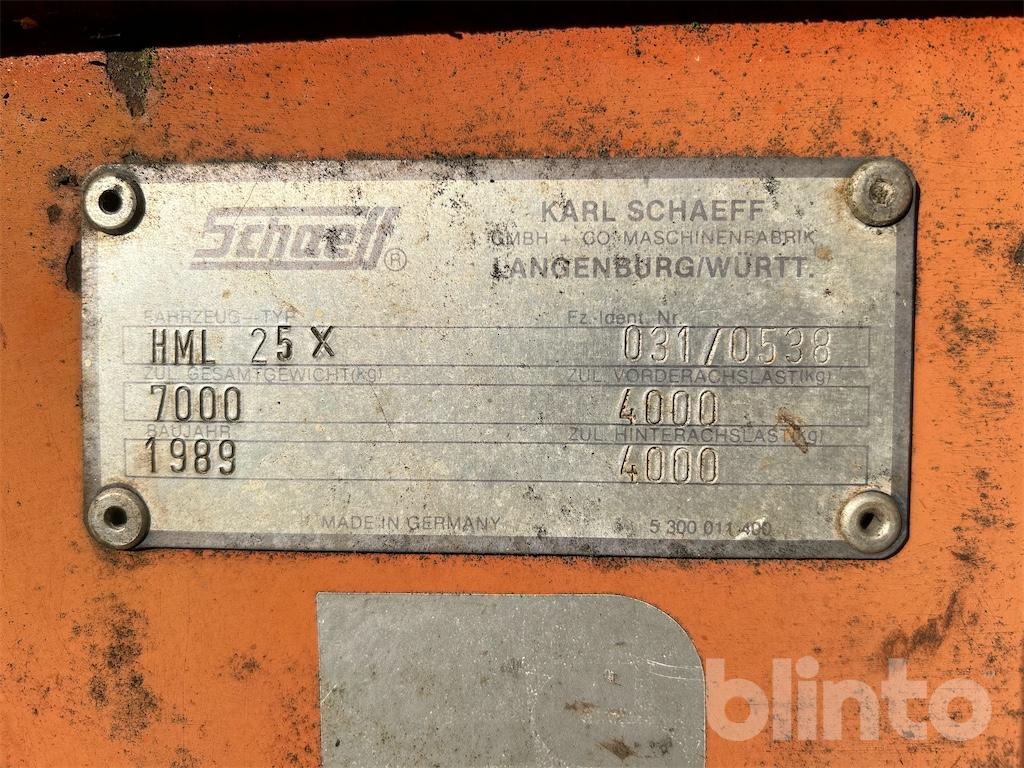 Schaeff ®
KARL SCHAEFF
GMBH + CO MASCHINENFABRIK
LANGENBURG/WÜRTT.
FAHRZEUG-TYP
Fz.-Ident. Nr.
HML 25 X
031/0538
ZUL. GESAMTGEWICHT(kg)
ZUL. VORDERACHSLAST(kg)
7000
4000
BAUJAHR
ZUL. HINTERACHSLAST(kg)
1989
4000
MADE IN GERMANY
5 300 011 400
blinto